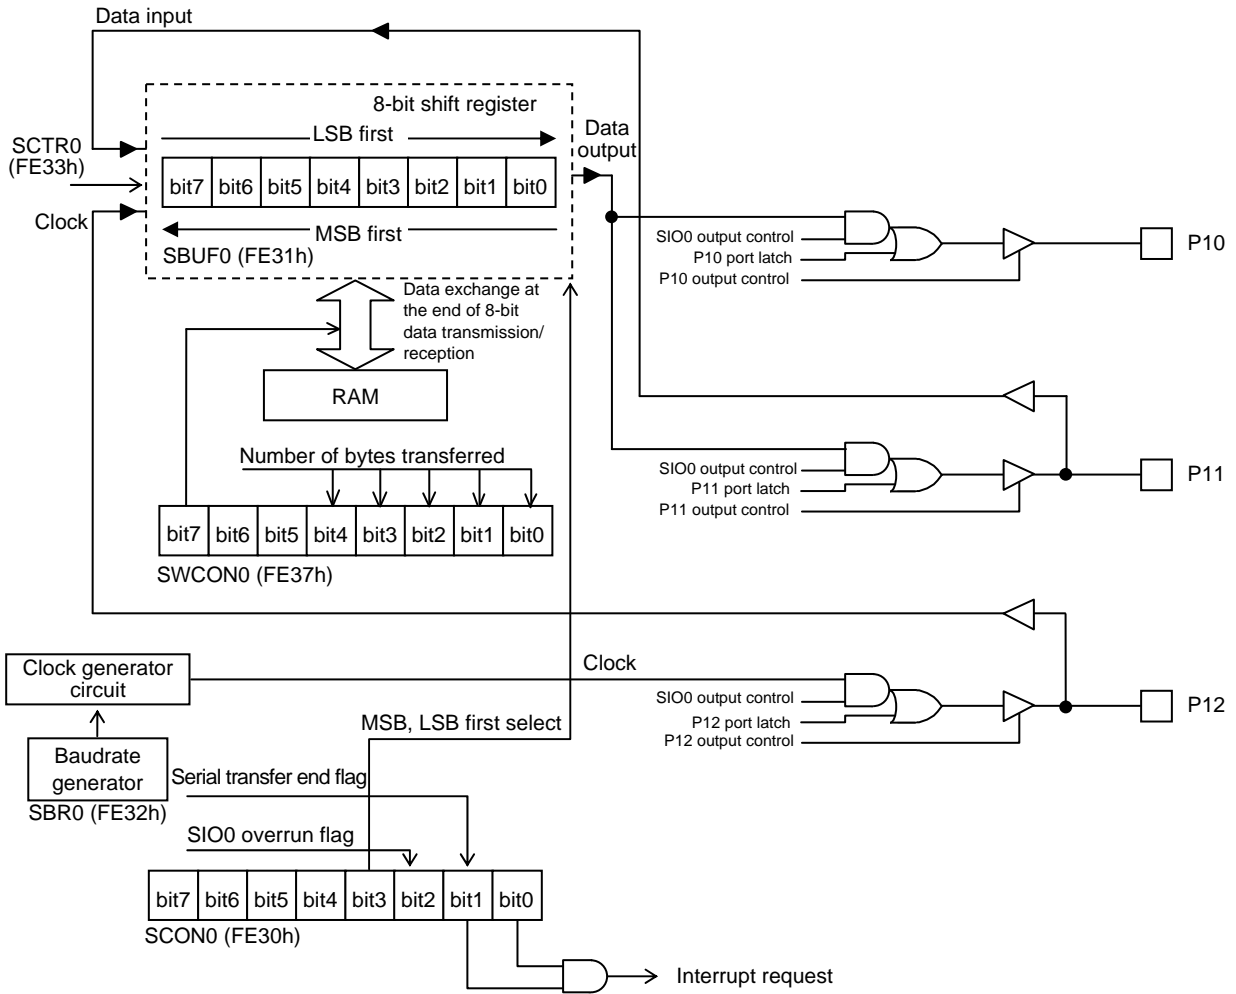 Data input
8-bit shift register
LSB first
Data
output
SCTR0
(FE33h)
bit7 bit6 bit5 bit4 bit3 bit2 bit1 bit0
Clock
MSB first
SBUF0 (FE31h)
SIO0 output control
P10 port latch
P10 output control
P10
Data exchange at
the end of 8-bit
data transmission/
reception
RAM
Number of bytes transferred
SIO0 output control
P11 port latch
P11 output control
P11
bit7 bit6 bit5 bit4 bit3 bit2 bit1 bit0
SWCON0 (FE37h)
Clock generator
circuit
Clock
SIO0 output control
P12 port latch
P12 output control
P12
MSB, LSB first select
Baudrate
generator
SBR0 (FE32h)
Serial transfer end flag
SIO0 overrun flag
bit7 bit6 bit5 bit4 bit3 bit2 bit1 bit0
SCON0 (FE30h)
Interrupt request